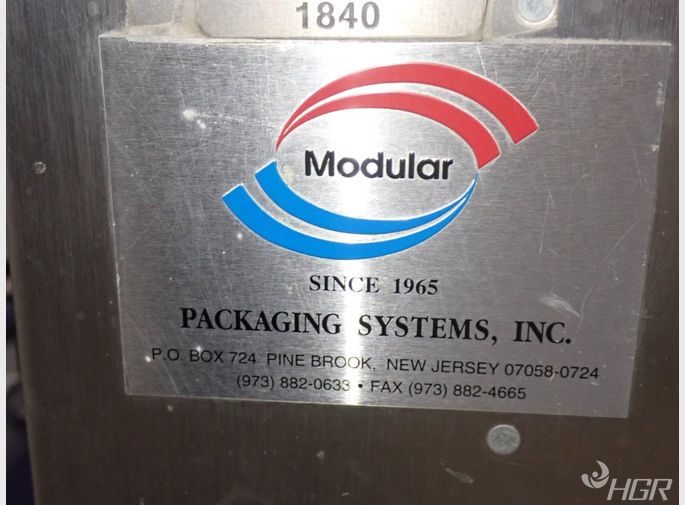 1840
Modular
SINCE 1965
PACKAGING SYSTEMS, INC.
P.O. BOX 724 PINE BROOK, NEW JERSEY 07058-0724
(973) 882-0633 • FAX (973) 882-4665
HGR